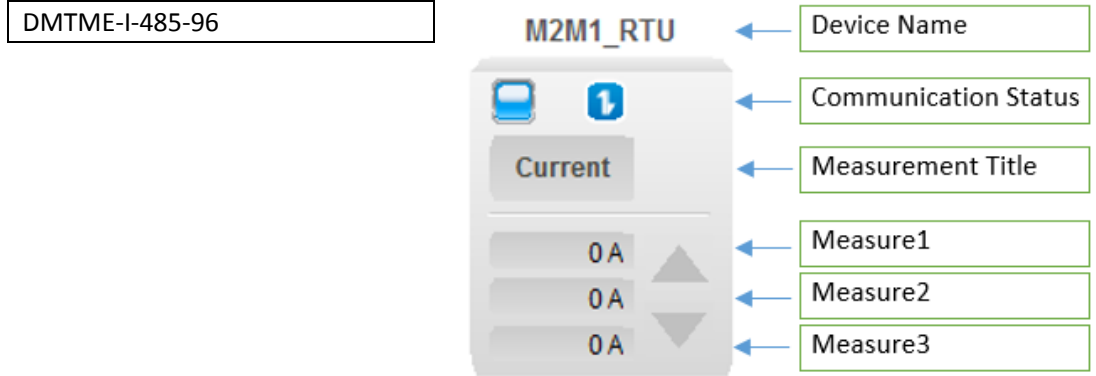 DMTME-I-485-96
M2M1_RTU
Device Name
Communication Status
Current
Measurement Title
0 A
Measure1
0 A
Measure2
0 A
Measure3